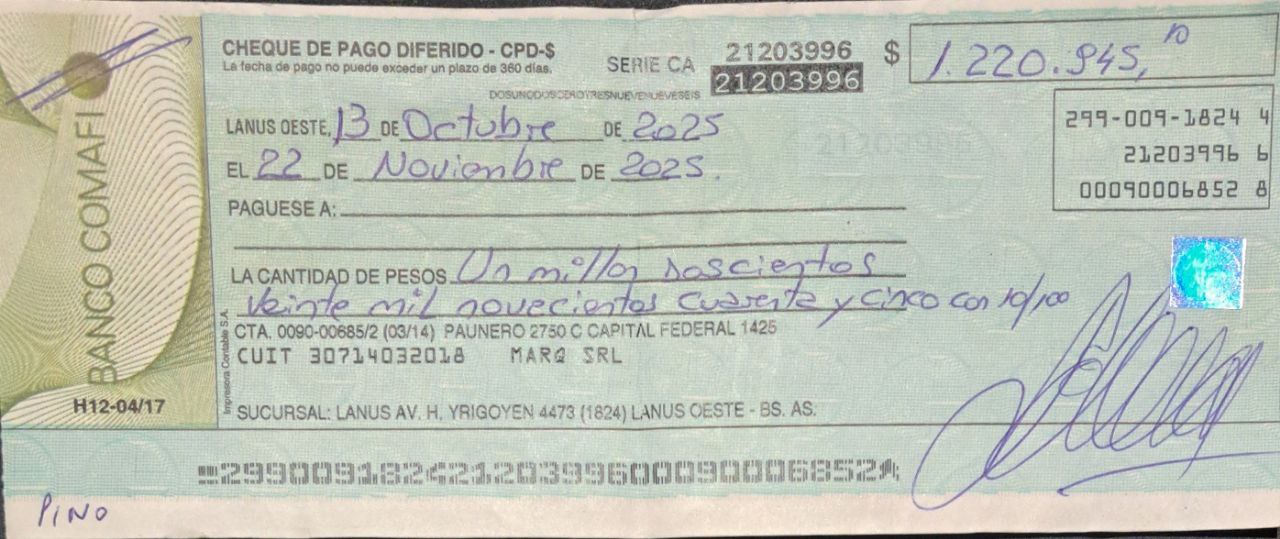 CHEQUE DE PAGO DIFERIDO - CPD-$
La fecha de pago no puede exceder un plazo de 360 días.
SERIE CA 21203996
21203996
$ 1.220.945,10
DOSUNODOSCEROTRESNUEVENUEVESEIS
LANUS OESTE, 13 DE Octubre DE 2025
EL 22 DE Noviembre DE 2025.
299-009-1824 4
21203996 6
00090006852 8
PAGUESE A:
LA CANTIDAD DE PESOS Un millon doscientos
veinte mil novecientos cuarenta y cinco con 10/100
CTA. 0090-00685/2 (03/14) PAUNERO 2750 C CAPITAL FEDERAL 1425
CUIT 30714032018 MARQ SRL
SUCURSAL: LANUS AV. H. YRIGOYEN 4473 (1824) LANUS OESTE - BS. AS.
BANCO COMAFI
H12-04/17
Impresora Contable S.A.
29900918242120399600090006852
PINO